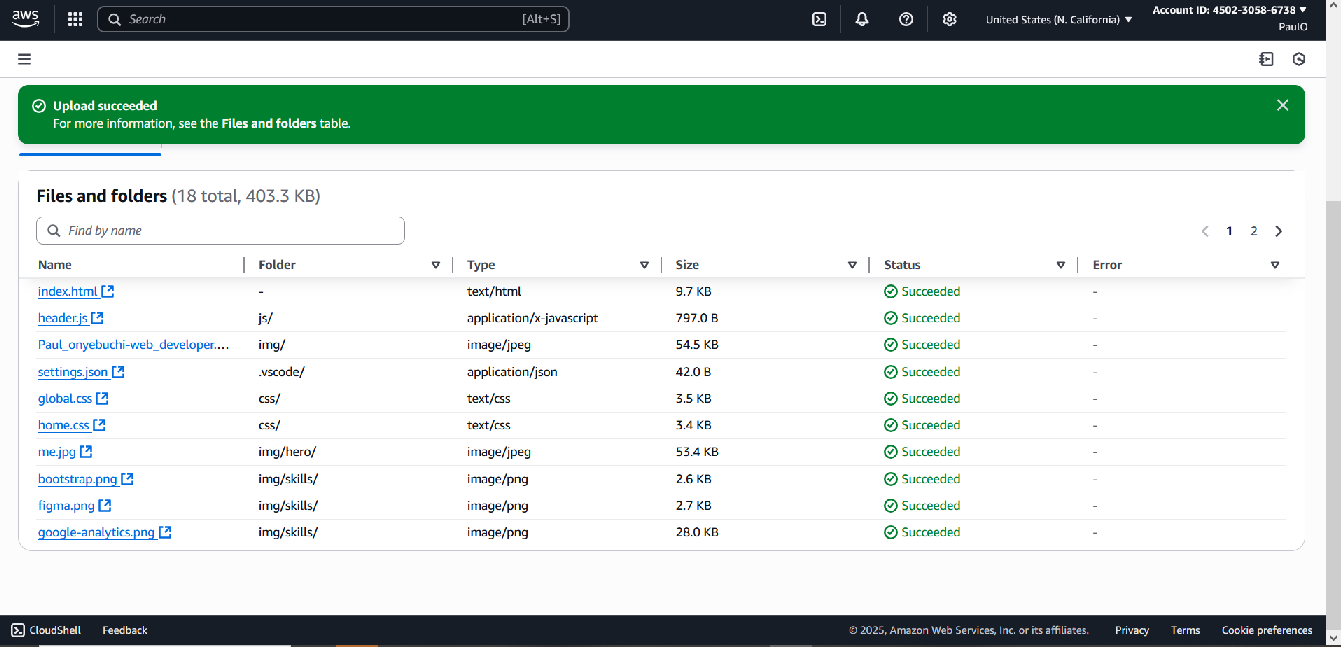 aws Search [Alt+S] United States (N. California) Account ID: 4502-3058-6738
PaulO
Upload succeeded
For more information, see the Files and folders table.
Files and folders (18 total, 403.3 KB)
Find by name 1 2
Name Folder Type Size Status Error
index.html - text/html 9.7 KB Succeeded -
header.js js/ application/x-javascript 797.0 B Succeeded -
Paul_onyebuchi-web_developer.... img/ image/jpeg 54.5 KB Succeeded -
settings.json .vscode/ application/json 42.0 B Succeeded -
global.css css/ text/css 3.5 KB Succeeded -
home.css css/ text/css 3.4 KB Succeeded -
me.jpg img/hero/ image/jpeg 53.4 KB Succeeded -
bootstrap.png img/skills/ image/png 2.6 KB Succeeded -
figma.png img/skills/ image/png 2.7 KB Succeeded -
google-analytics.png img/skills/ image/png 28.0 KB Succeeded -
CloudShell Feedback © 2025, Amazon Web Services, Inc. or its affiliates. Privacy Terms Cookie preferences